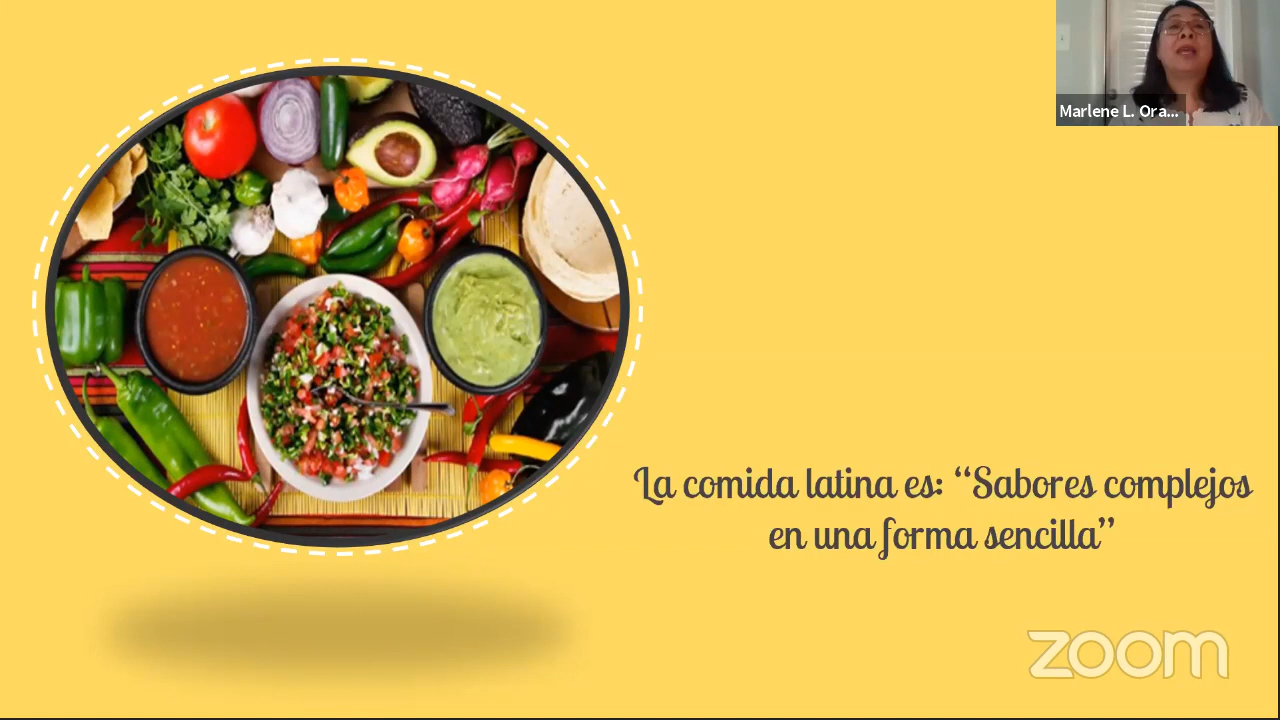 Marlene L. Ora...
La comida latina es: “Sabores complejos
en una forma sencilla”
zoom